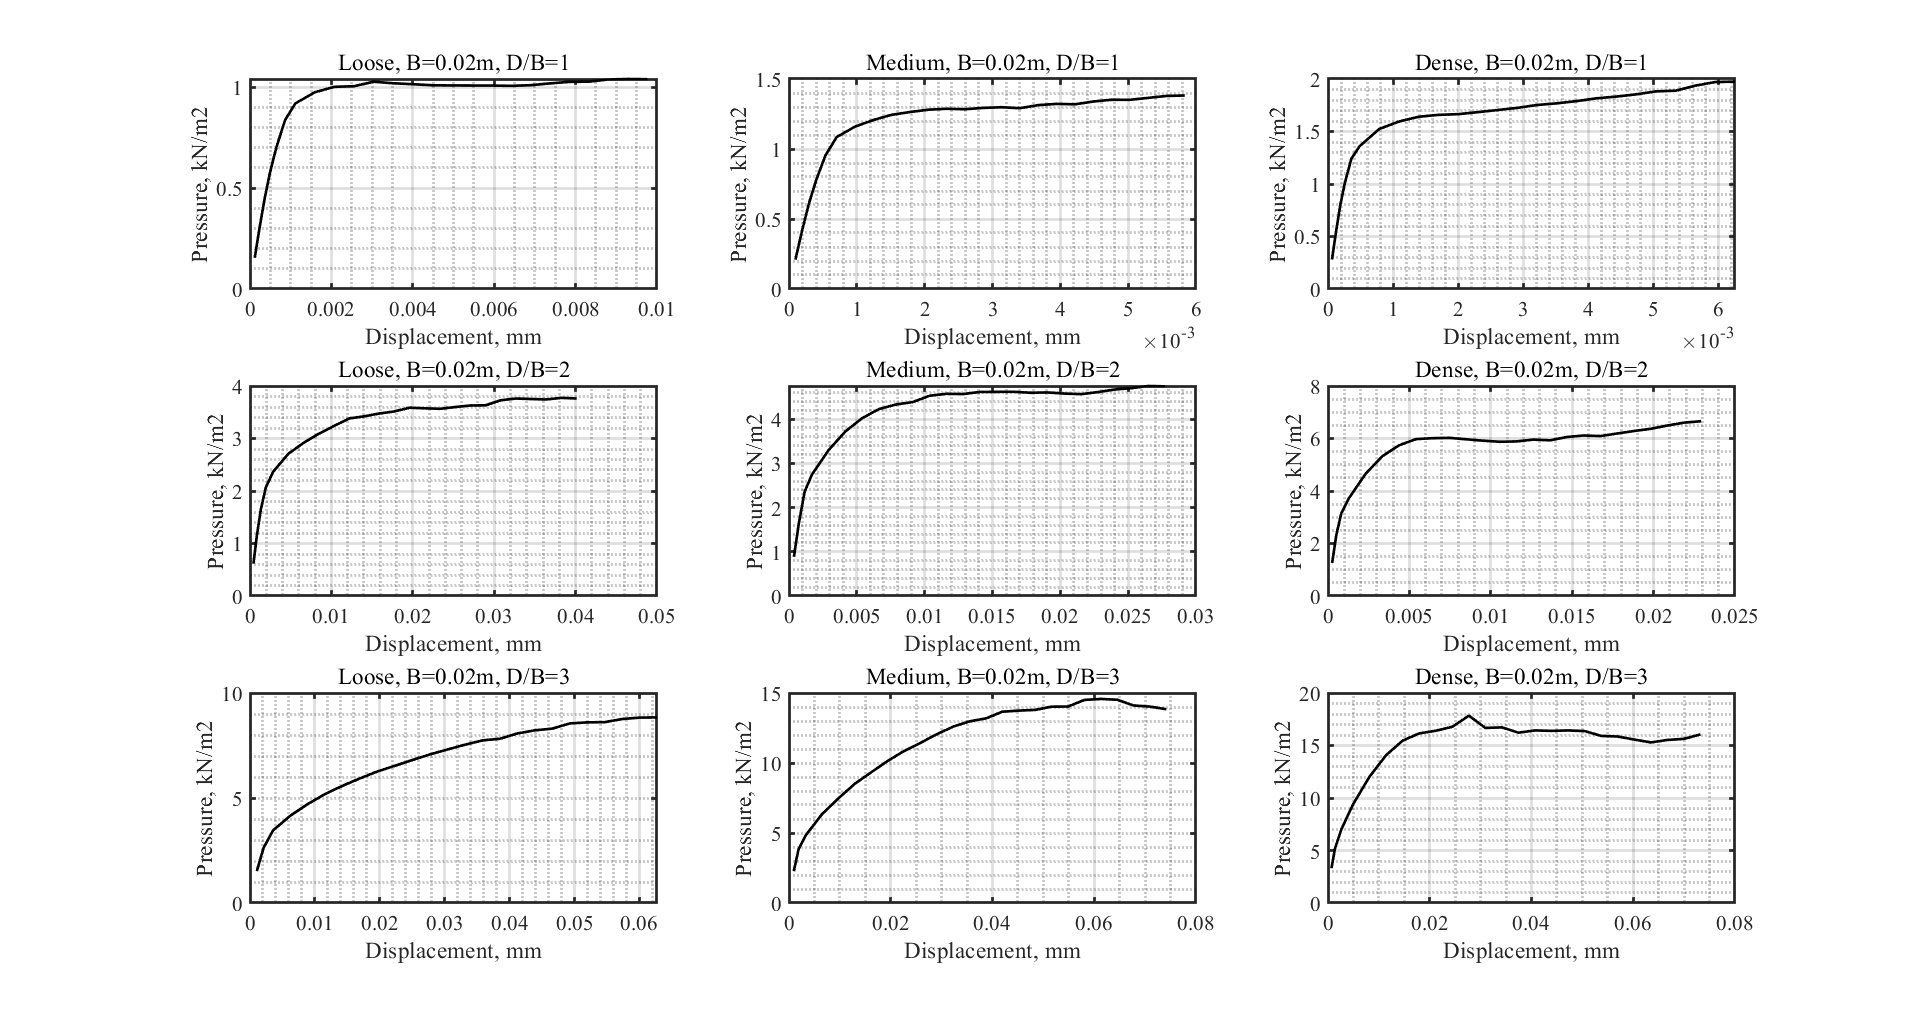 Loose, B=0.02m, D/B=1
Pressure, kN/m2
1
0.5
0
0 0.002 0.004 0.006 0.008 0.01
Displacement, mm
Medium, B=0.02m, D/B=1
Pressure, kN/m2
1.5
1
0.5
0
0 1 2 3 4 5 6
Displacement, mm
×10-3
Dense, B=0.02m, D/B=1
Pressure, kN/m2
2
1.5
1
0.5
0
0 1 2 3 4 5 6
Displacement, mm
×10-3
Loose, B=0.02m, D/B=2
Pressure, kN/m2
4
3
2
1
0
0 0.01 0.02 0.03 0.04 0.05
Displacement, mm
Medium, B=0.02m, D/B=2
Pressure, kN/m2
4
3
2
1
0
0 0.005 0.01 0.015 0.02 0.025 0.03
Displacement, mm
Dense, B=0.02m, D/B=2
Pressure, kN/m2
8
6
4
2
0
0 0.005 0.01 0.015 0.02 0.025
Displacement, mm
Loose, B=0.02m, D/B=3
Pressure, kN/m2
10
5
0
0 0.01 0.02 0.03 0.04 0.05 0.06
Displacement, mm
Medium, B=0.02m, D/B=3
Pressure, kN/m2
15
10
5
0
0 0.02 0.04 0.06 0.08
Displacement, mm
Dense, B=0.02m, D/B=3
Pressure, kN/m2
20
15
10
5
0
0 0.02 0.04 0.06 0.08
Displacement, mm